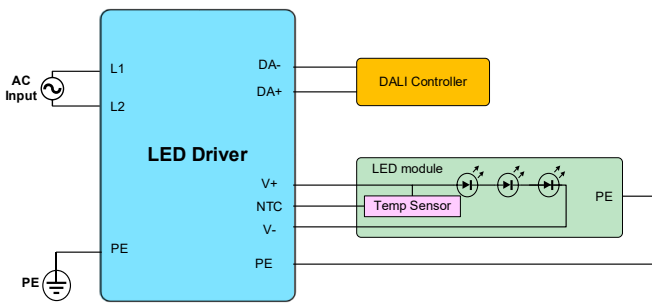 AC
Input
L1
L2
PE
PE
LED Driver
DA-
DA+
V+
NTC
V-
PE
DALI Controller
LED module
Temp Sensor
PE